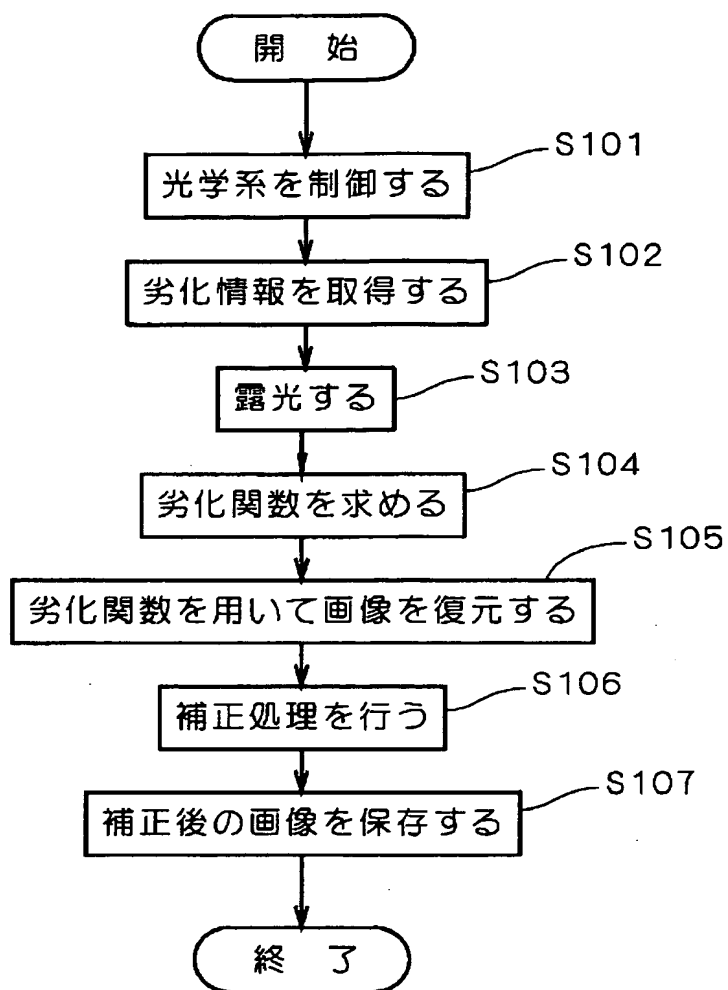 開 始
S101
光学系を制御する
S102
劣化情報を取得する
S103
露光する
S104
劣化関数を求める
S105
劣化関数を用いて画像を復元する
S106
補正処理を行う
S107
補正後の画像を保存する
終 了